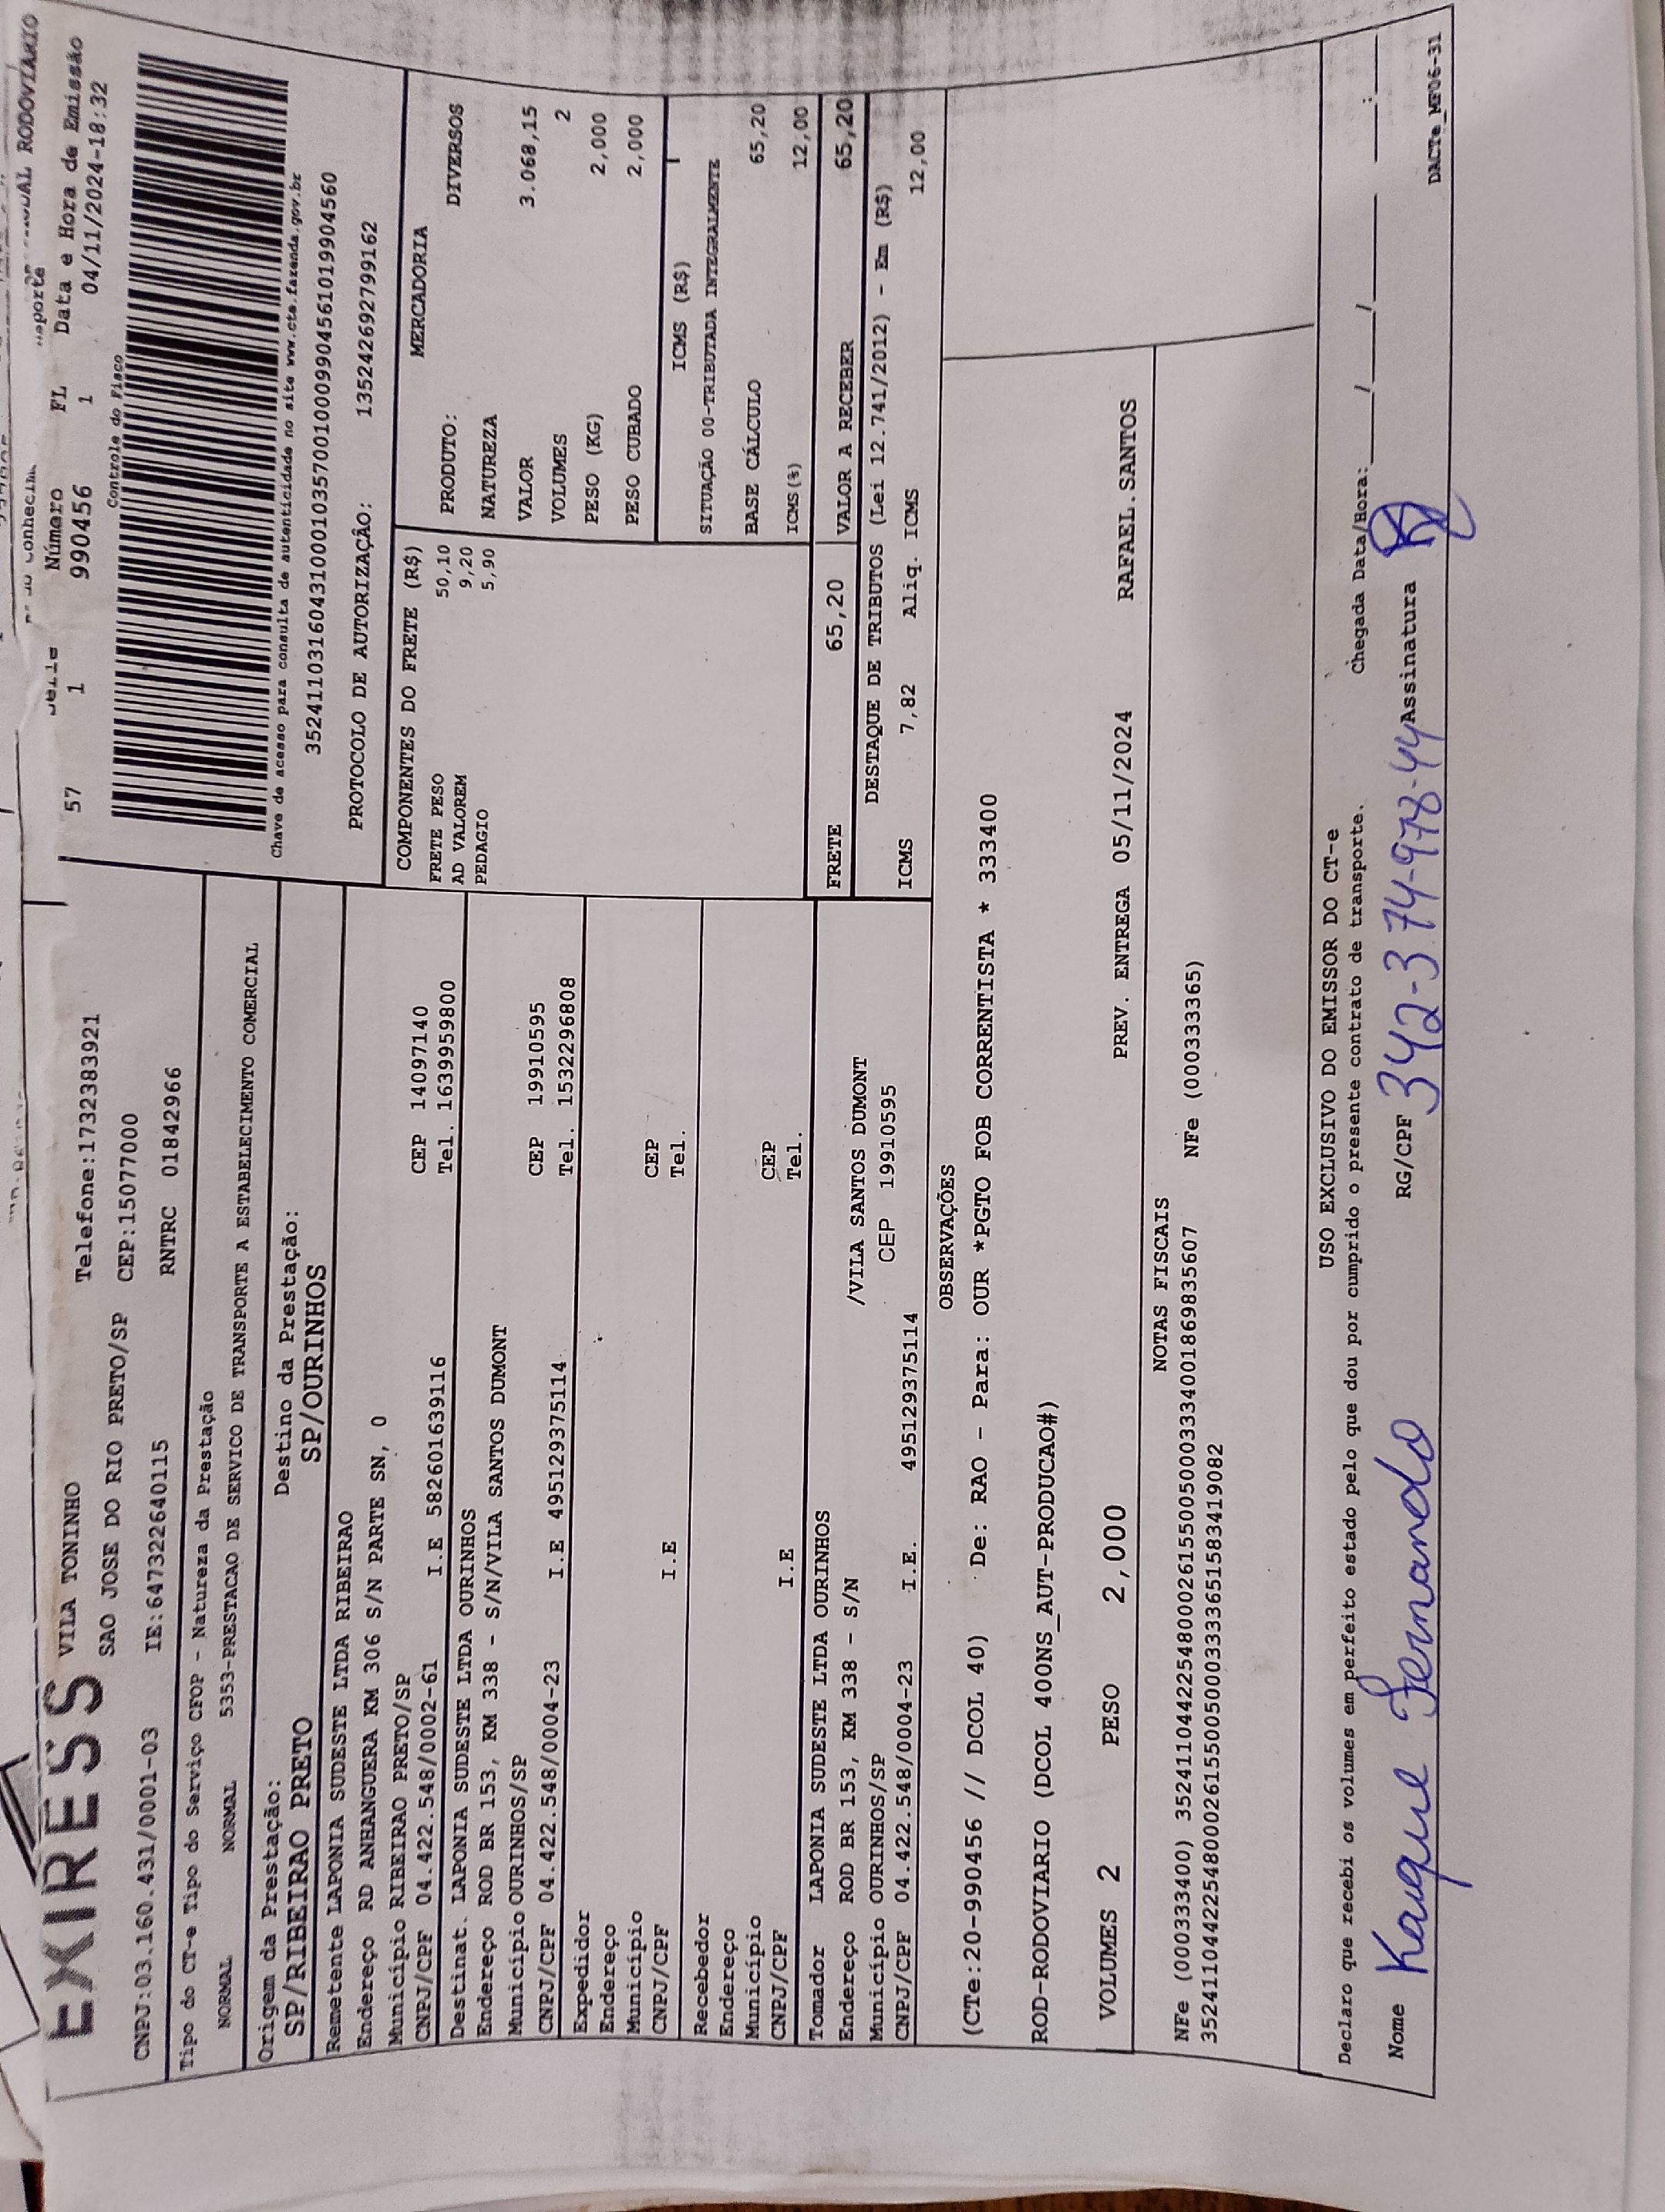 EXPRESS
VILA TONINHO
Telefone:1732383921
SAO JOSE DO RIO PRETO/SP CEP:15077000
CNPJ:03.160.431/0001-03 IE:647322640115 RNTRC 01842966
Tipo do CT-e Tipo do Serviço CFOP - Natureza da Prestação
NORMAL NORMAL 5353-PRESTACAO DE SERVICO DE TRANSPORTE A ESTABELECIMENTO COMERCIAL
Origem da Prestação: Destino da Prestação:
SP/RIBEIRAO PRETO SP/OURINHOS
RODOVIARIO
Número FL Data e Hora de Emissão
57 1 990456 1 04/11/2024-18:32
Controle do Fisco
Chave de acesso para consulta de autenticidade no site www.cte.fazenda.gov.br
35241103160431000103570010009904561019904560
PROTOCOLO DE AUTORIZAÇÃO: 135242692799162
Remetente LAPONIA SUDESTE LTDA RIBEIRAO
Endereço RD ANHANGUERA KM 306 S/N PARTE SN, 0
Município RIBEIRAO PRETO/SP CEP 14097140
CNPJ/CPF 04.422.548/0002-61 I.E 582601639116 Tel. 1639959800
Destinat. LAPONIA SUDESTE LTDA OURINHOS
Endereço ROD BR 153, KM 338 - S/N/VILA SANTOS DUMONT
Município OURINHOS/SP CEP 19910595
CNPJ/CPF 04.422.548/0004-23 I.E 495129375114 Tel. 1532296808
Expedidor
Endereço
Município CEP
CNPJ/CPF I.E Tel.
Recebedor
Endereço
Município CEP
CNPJ/CPF I.E Tel.
Tomador LAPONIA SUDESTE LTDA OURINHOS
Endereço ROD BR 153, KM 338 - S/N /VILA SANTOS DUMONT
Município OURINHOS/SP CEP 19910595
CNPJ/CPF 04.422.548/0004-23 I.E. 495129375114
COMPONENTES DO FRETE (R$)
FRETE PESO 50,10
AD VALOREM 9,20
PEDAGIO 5,90
MERCADORIA
PRODUTO: DIVERSOS
NATUREZA
VALOR 3.068,15
VOLUMES 2
PESO (KG) 2,000
PESO CUBADO 2,000
ICMS (R$)
SITUAÇÃO 00-TRIBUTADA INTEGRALMENTE
BASE CÁLCULO 65,20
ICMS(%) 12,00
FRETE 65,20 VALOR A RECEBER 65,20
DESTAQUE DE TRIBUTOS (Lei 12.741/2012) - Em (R$)
ICMS 7,82 Aliq. ICMS 12,00
OBSERVAÇÕES
(CTe:20-990456 // DCOL 40) De: RAO - Para: OUR *PGTO FOB CORRENTISTA * 333400
ROD-RODOVIARIO (DCOL 400NS_AUT-PRODUCAO#)
VOLUMES 2 PESO 2,000 PREV. ENTREGA 05/11/2024 RAFAEL.SANTOS
NOTAS FISCAIS
NFe (000333400) 35241104422548000261550050003334001869835607 NFe (000333365)
35241104422548000261550050003333651583419082
USO EXCLUSIVO DO EMISSOR DO CT-e
Declaro que recebi os volumes em perfeito estado pelo que dou por cumprido o presente contrato de transporte. Chegada Data/Hora:____/____/______ ___:___
Nome Kaique Fernando RG/CPF 342-374-978-44 Assinatura
DACTe_MF06-31